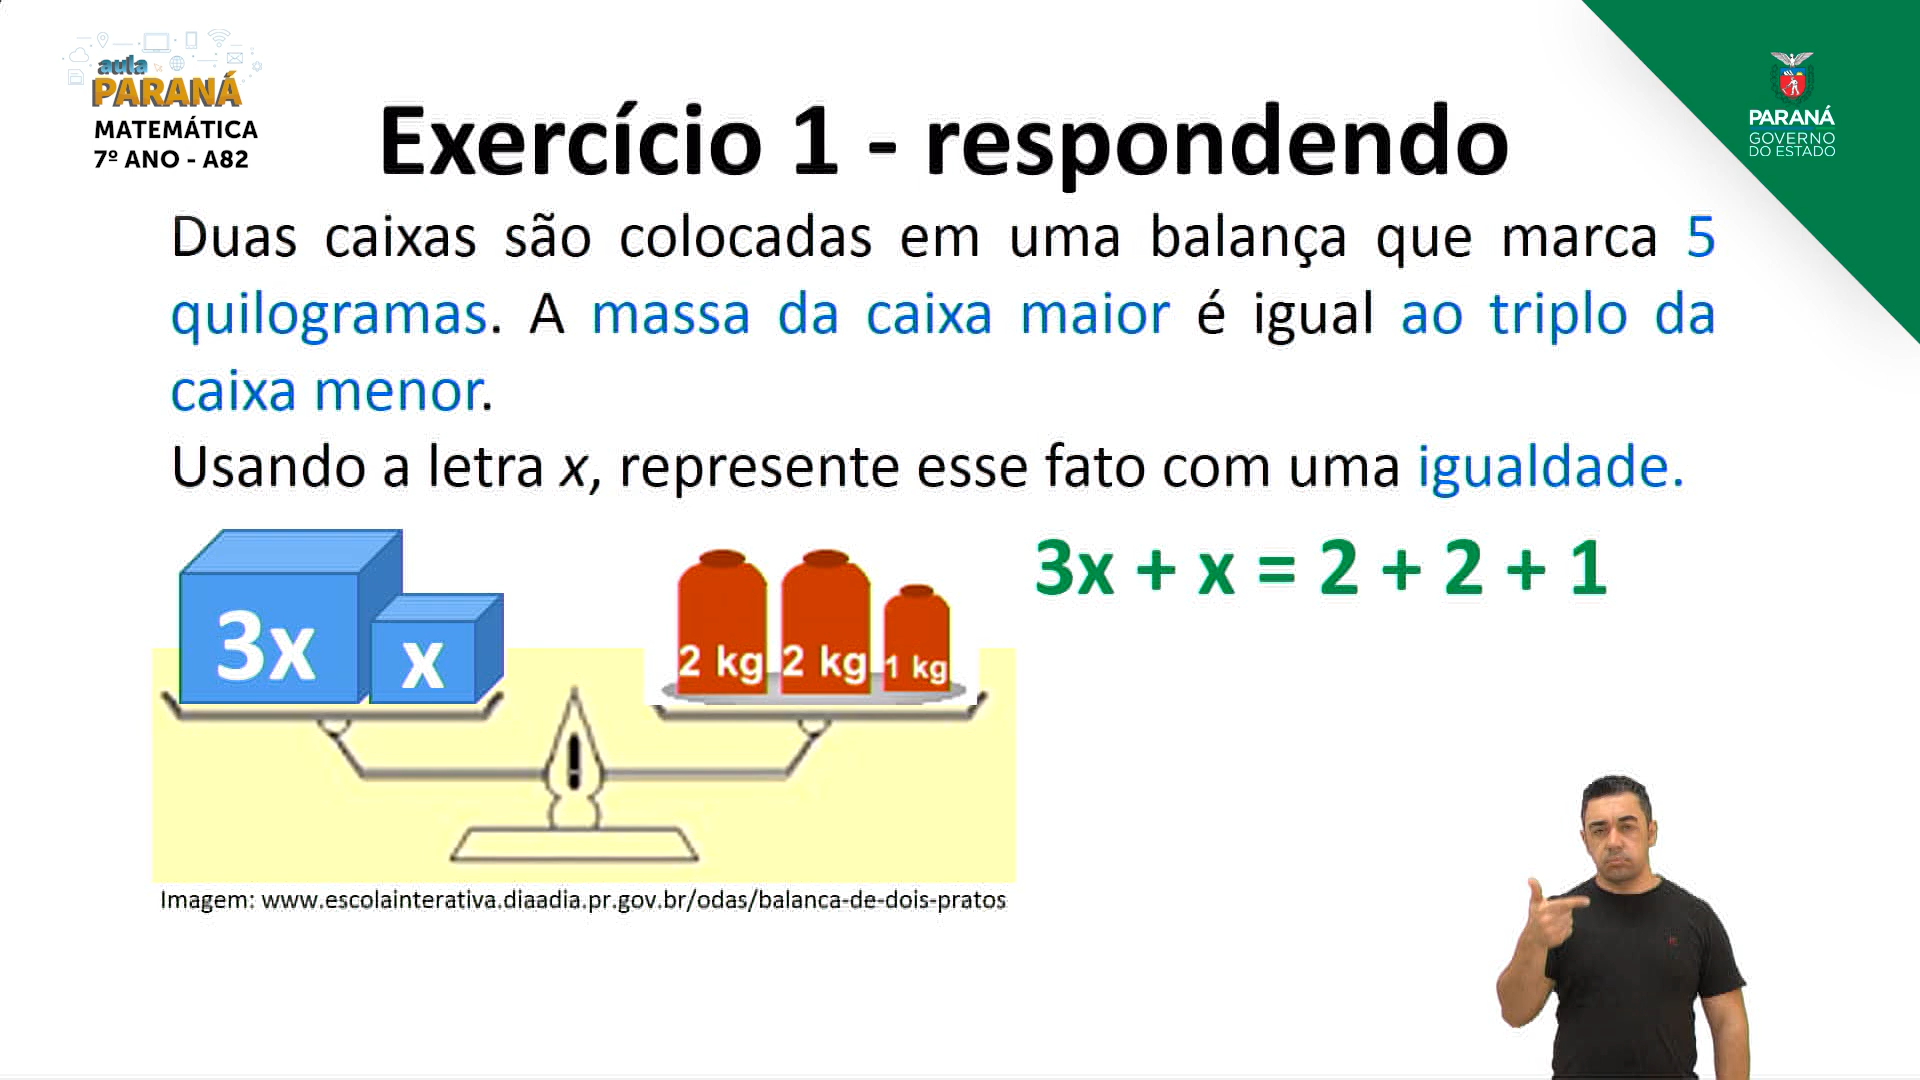 aula
PARANÁ
MATEMÁTICA
7º ANO - A82
PARANÁ
GOVERNO
DO ESTADO
Exercício 1 - respondendo
Duas caixas são colocadas em uma balança que marca 5
quilogramas. A massa da caixa maior é igual ao triplo da
caixa menor.
Usando a letra x, represente esse fato com uma igualdade.
3x
x
2 kg
2 kg
1 kg
3x + x = 2 + 2 + 1
Imagem: www.escolainterativa.diaadia.pr.gov.br/odas/balanca-de-dois-pratos